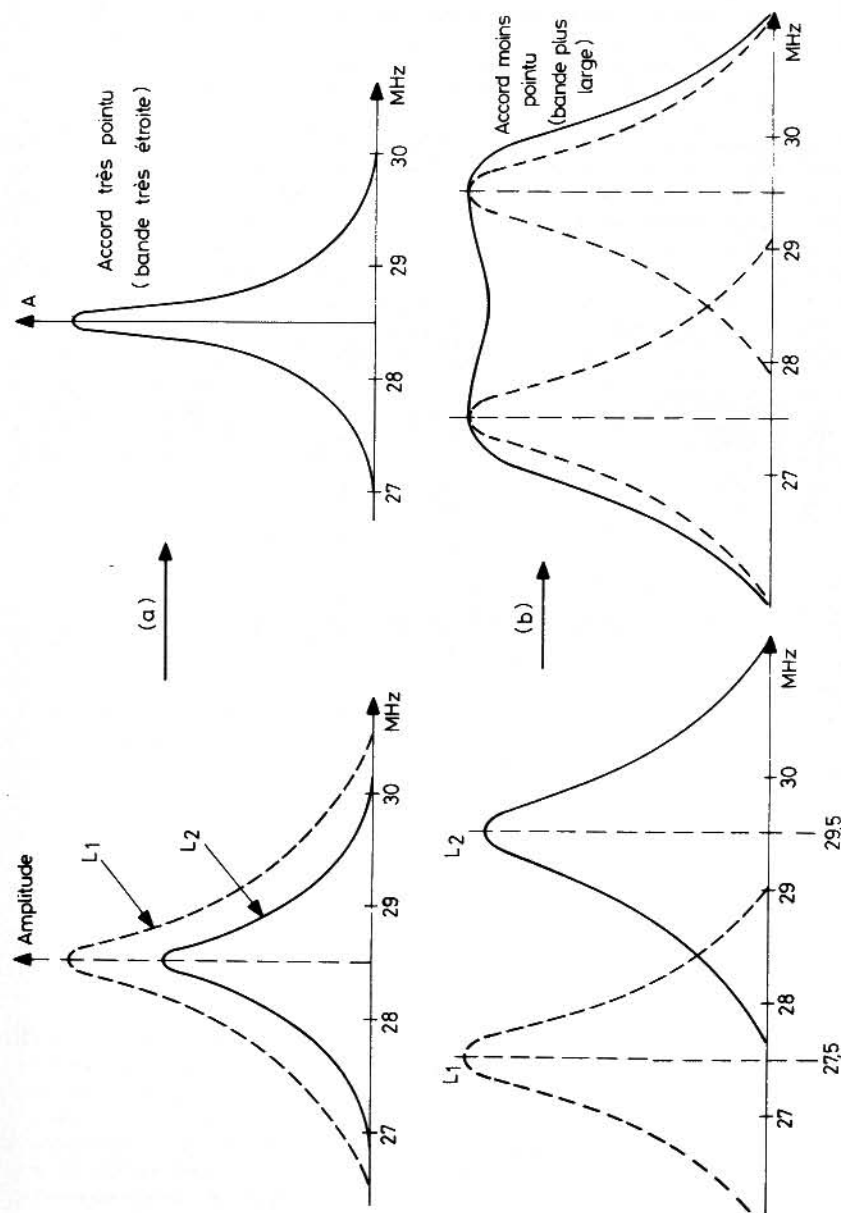 Amplitude
L1
L2
27
28
29
30
MHz
(a)
A
Accord très pointu
(bande très étroite)
27
28
29
30
MHz
L1
L2
27
28
29
30
MHz
27,5
29,5
(b)
Accord moins
pointu
(bande plus
large)
27
28
29
30
MHz